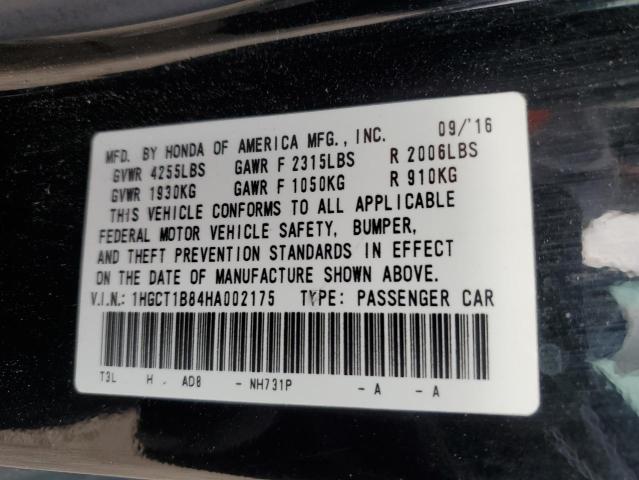 MFD. BY HONDA OF AMERICA MFG., INC. 09/'16
GVWR 4255LBS GAWR F 2315LBS R 2006LBS
GVWR 1930KG GAWR F 1050KG R 910KG
THIS VEHICLE CONFORMS TO ALL APPLICABLE
FEDERAL MOTOR VEHICLE SAFETY, BUMPER,
AND THEFT PREVENTION STANDARDS IN EFFECT
ON THE DATE OF MANUFACTURE SHOWN ABOVE.
V.I.N.: 1HGCT1B84HA002175 TYPE: PASSENGER CAR
T3L H AD8 - NH731P - A - A